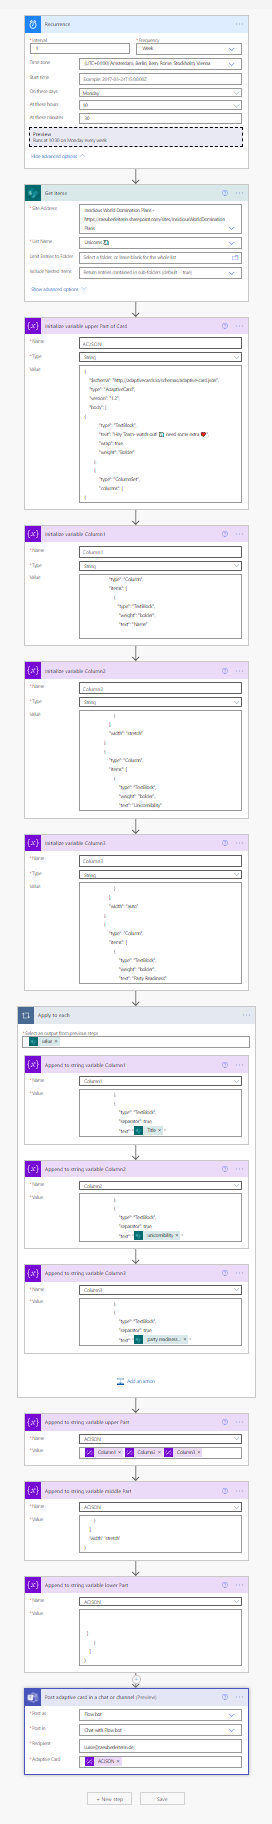 Recurrence
* Interval
* Frequency
1
Week
Time zone
(UTC+01:00) Amsterdam, Berlin, Bern, Rome, Stockholm, Vienna
Start time
Example: 2017-03-24T15:00:00Z
On these days
Monday
At these hours
10
At these minutes
30
Preview
Runs at 10:30 on Monday every week
Hide advanced options
Get items
* Site Address
Insidious World Domination Plans -
Plans
* List Name
Unicorns
Limit Entries to Folder
Select a folder, or leave blank for the whole list
Include Nested Items
Return entries contained in sub-folders (default = true)
Show advanced options
Initialize variable upper Part of Card
* Name
ACJSON
* Type
String
Value
{
"$schema": "http://adaptivecards.io/schemas/adaptive-card.json",
"type": "AdaptiveCard",
"version": "1.2",
"body": [
{
"type": "TextBlock",
"text": "Hey Team- watch out! need some extra ❤️",
"wrap": true,
"weight": "Bolder"
},
{
"type": "ColumnSet",
"columns": [
{
Initialize variable Column1
* Name
Column1
* Type
String
Value
"type": "Column",
"items": [
{
"type": "TextBlock",
"weight": "bolder",
"text": "Name"
Initialize variable Column2
* Name
Column2
* Type
String
Value
}
],
"width": "stretch"
},
{
"type": "Column",
"items": [
{
"type": "TextBlock",
"weight": "bolder",
"text": "Unicornibility"
Initialize variable Column3
* Name
Column3
* Type
String
Value
}
],
"width": "auto"
},
{
"type": "Column",
"items": [
{
"type": "TextBlock",
"weight": "bolder",
"text": "Party Readiness"
Apply to each
* Select an output from previous steps
value ×
Append to string variable Column1
* Name
Column1
* Value
},
{
"type": "TextBlock",
"separator": true,
"text": " Title × "
Append to string variable Column2
* Name
Column2
* Value
},
{
"type": "TextBlock",
"separator": true,
"text": " unicornibility × "
Append to string variable Column3
* Name
Column3
* Value
},
{
"type": "TextBlock",
"separator": true,
"text": " party readiness... × "
Add an action
Append to string variable upper Part
* Name
ACJSON
* Value
Column1 × Column2 × Column3 ×
Append to string variable middle Part
* Name
ACJSON
* Value
}
],
"width": "stretch"
}
Append to string variable lower Part
* Name
ACJSON
* Value
]
}
]
}
Post adaptive card in a chat or channel (Preview)
* Post as
Flow bot
* Post in
Chat with Flow bot
* Recipient
* Adaptive Card
ACJSON ×
+ New step
Save